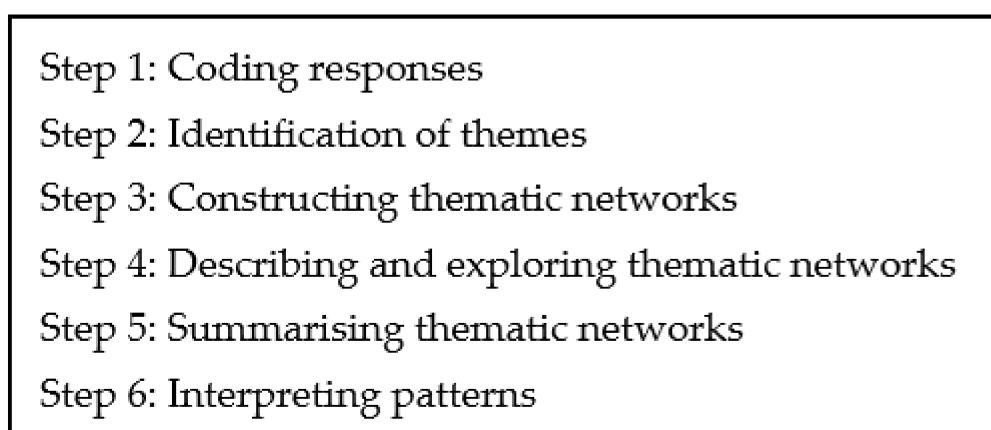 Step 1: Coding responses
Step 2: Identification of themes
Step 3: Constructing thematic networks
Step 4: Describing and exploring thematic networks
Step 5: Summarising thematic networks
Step 6: Interpreting patterns